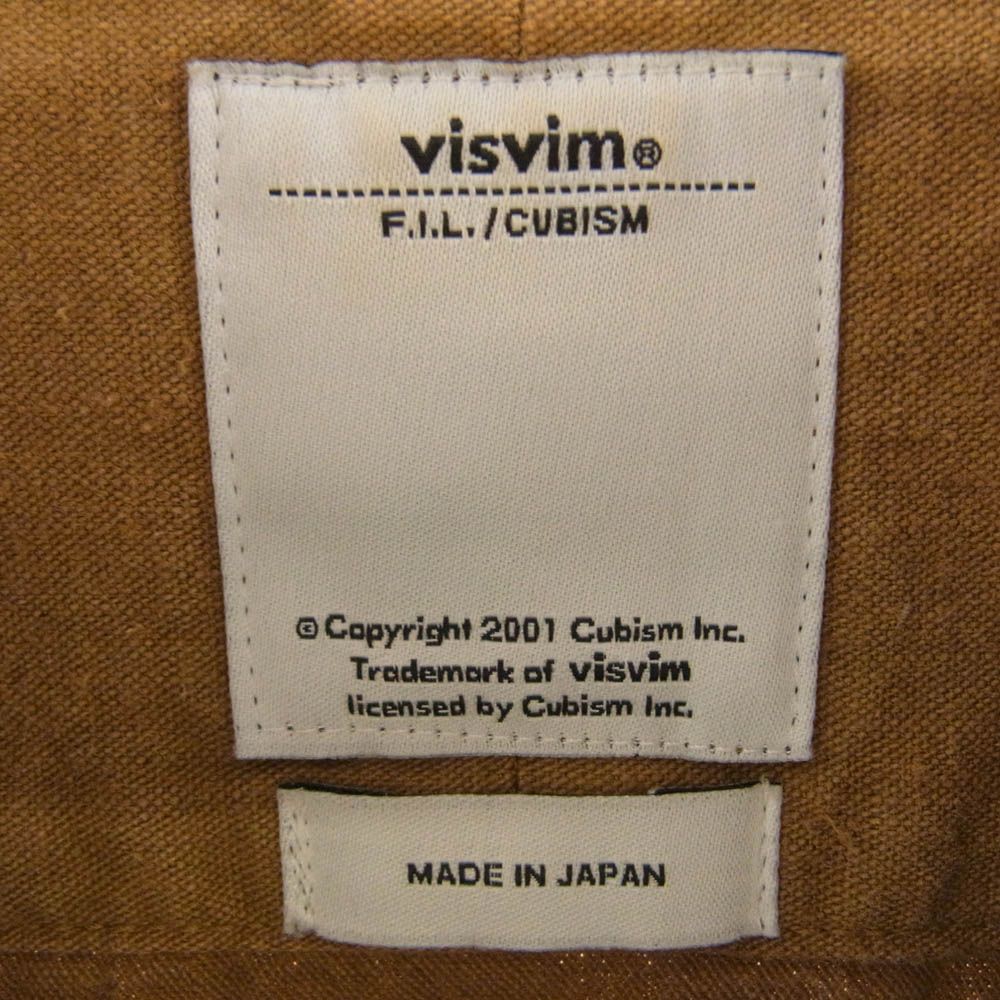 visvim®
F.I.L./CUBISM
© Copyright 2001 Cubism Inc.
Trademark of visvim
licensed by Cubism Inc.
MADE IN JAPAN